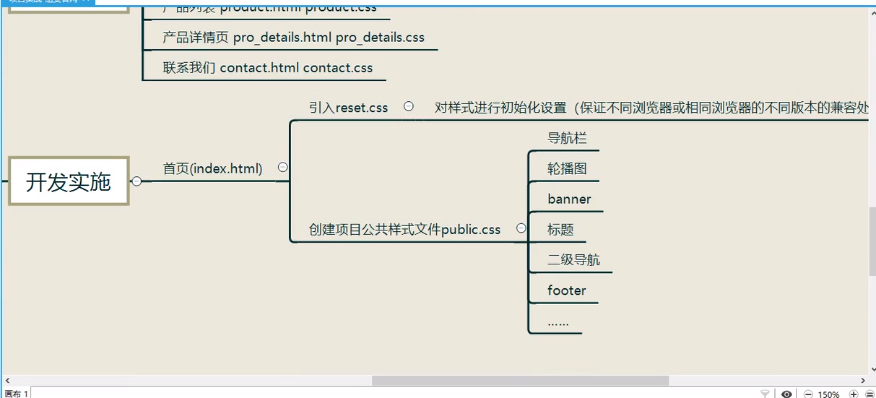 产品列表 product.html product.css
产品详情页 pro_details.html pro_details.css
联系我们 contact.html contact.css
引入reset.css
对样式进行初始化设置（保证不同浏览器或相同浏览器的不同版本的兼容处
开发实施
首页(index.html)
创建项目公共样式文件public.css
导航栏
轮播图
banner
标题
二级导航
footer
……
画布 1
150%